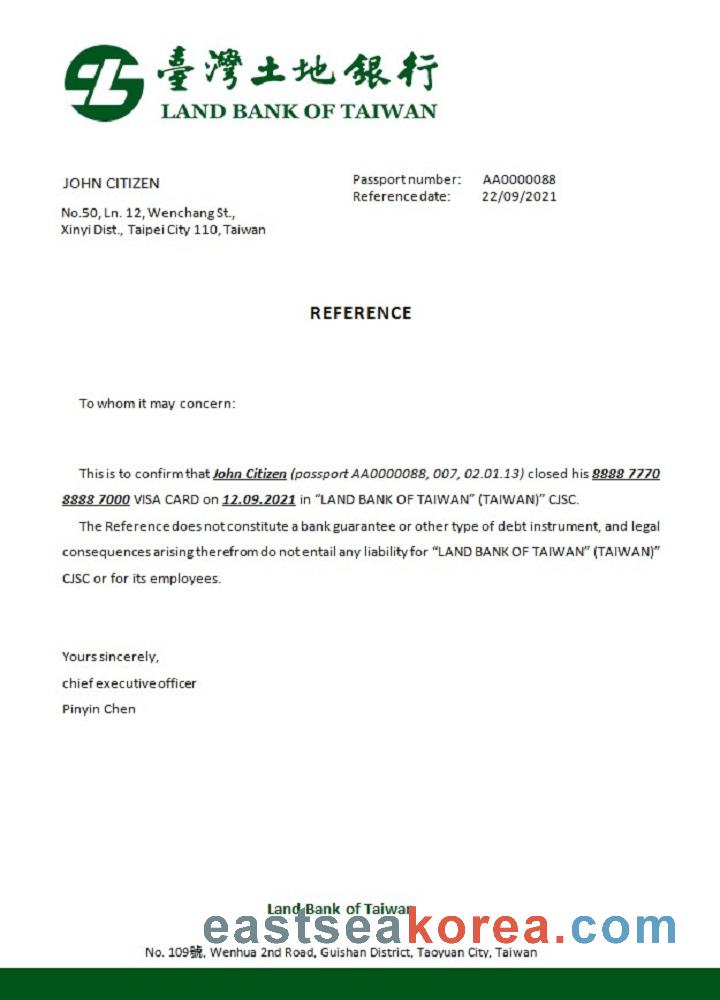 臺灣土地銀行
LAND BANK OF TAIWAN
JOHN CITIZEN
Passport number: AA0000088
Reference date: 22/09/2021
No.50, Ln. 12, Wenchang St.,
Xinyi Dist., Taipei City 110, Taiwan
REFERENCE
To whom it may concern:
This is to confirm that John Citizen (passport AA0000088, 007, 02.01.13) closed his 8888 7770
8888 7000 VISA CARD on 12.09.2021 in “LAND BANK OF TAIWAN” (TAIWAN)” CJSC.
The Reference does not constitute a bank guarantee or other type of debt instrument, and legal
consequences arising therefrom do not entail any liability for “LAND BANK OF TAIWAN” (TAIWAN)”
CJSC or for its employees.
Yours sincerely,
chief executive officer
Pinyin Chen
Land Bank of Taiwan
eastseakorea.com
No. 109號, Wenhua 2nd Road, Guishan District, Taoyuan City, Taiwan